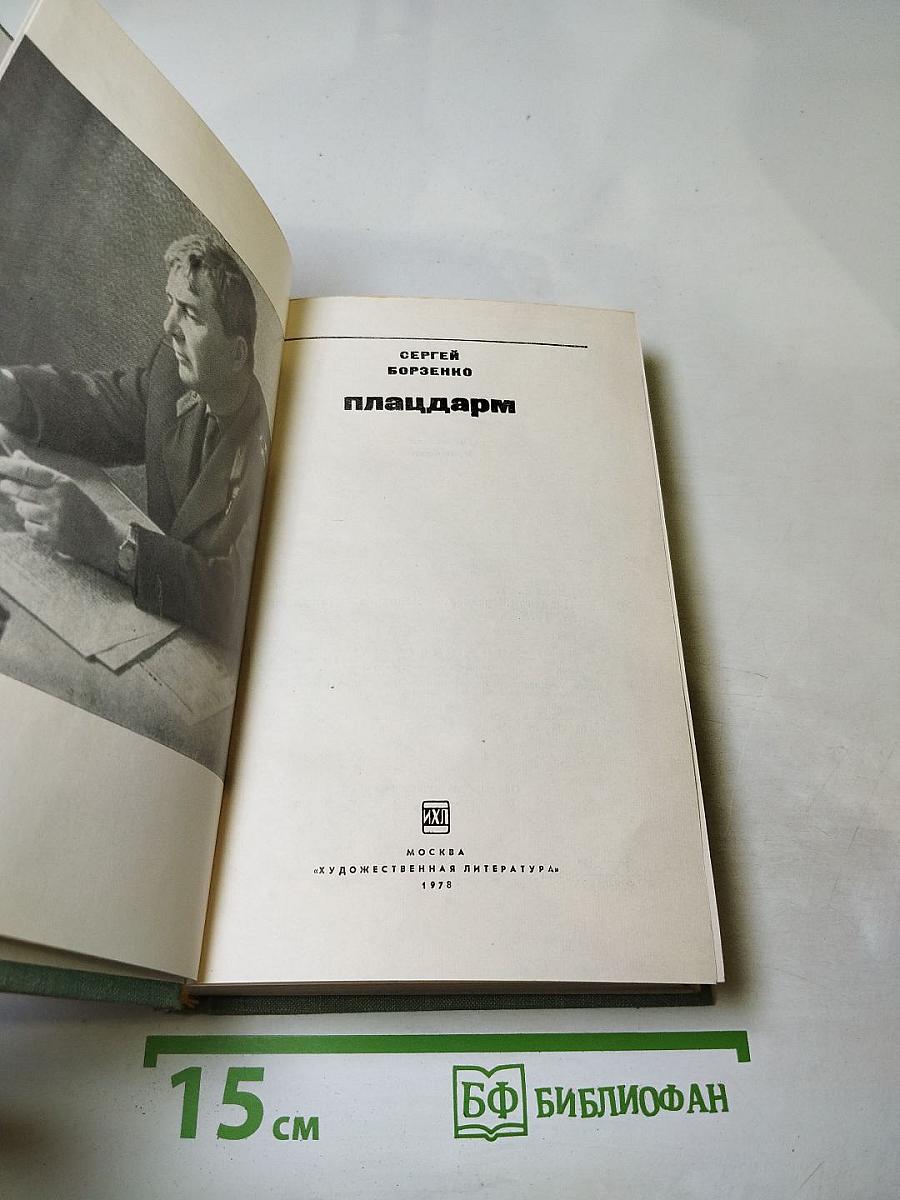 СЕРГЕЙ
БОРЗЕНКО
плацдарм
ИХЛ
МОСКВА
«ХУДОЖЕСТВЕННАЯ ЛИТЕРАТУРА»
1978
15 см
БФ БИБЛИОФАН